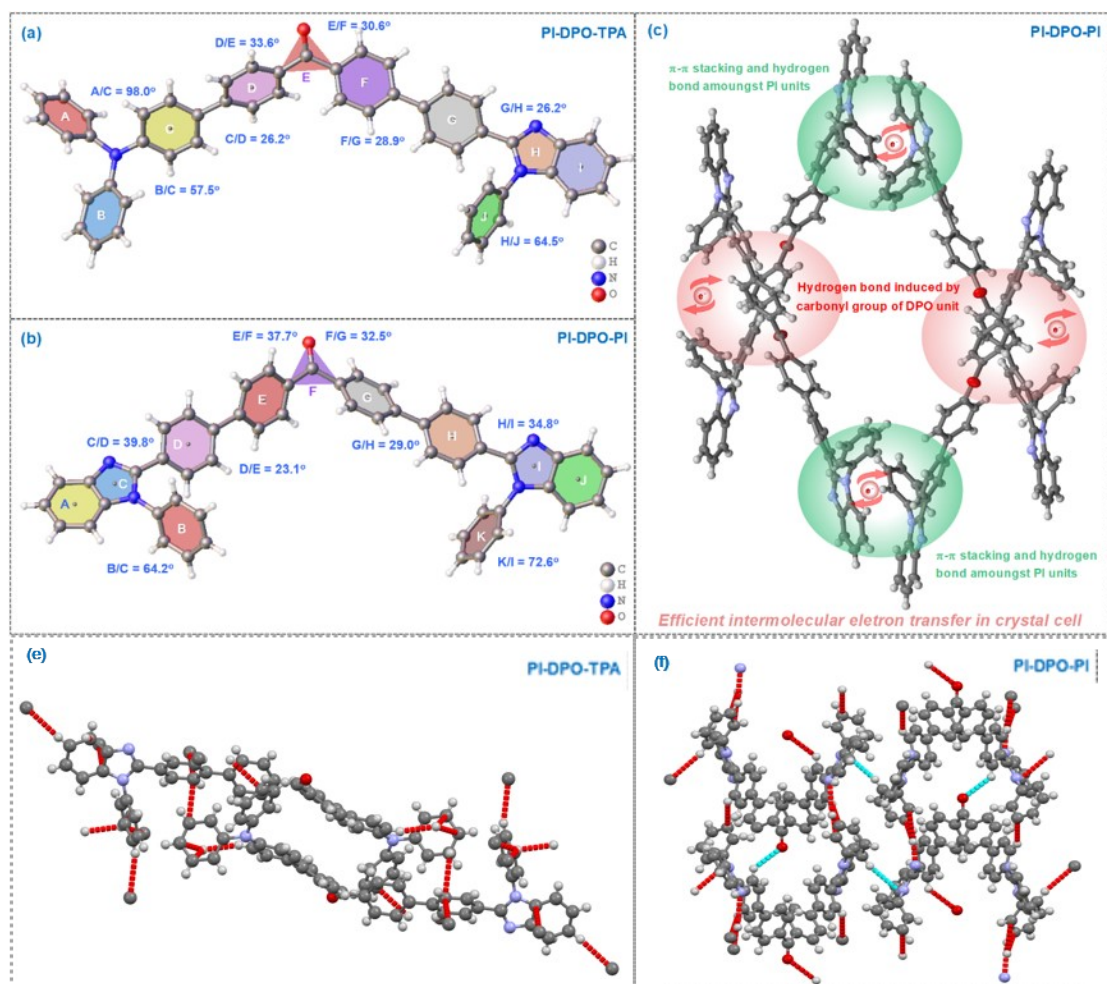 (a)
PI-DPO-TPA
E/F = 30.6°
D/E = 33.6°
E
A/C = 98.0°
D
F
G/H = 26.2°
A
C
G
C/D = 26.2°
F/G = 28.9°
H
I
B/C = 57.5°
B
J
H/J = 64.5°
C
H
N
O
(b)
PI-DPO-PI
E/F = 37.7°
F/G = 32.5°
F
E
G
C/D = 39.8°
D
H/I = 34.8°
G/H = 29.0°
H
D/E = 23.1°
A
C
I
J
B
K
B/C = 64.2°
K/I = 72.6°
C
H
N
O
(c)
PI-DPO-PI
π-π stacking and hydrogen
bond amoungst PI units
Hydrogen bond induced by
carbonyl group of DPO unit
π-π stacking and hydrogen
bond amoungst PI units
Efficient intermolecular eletron transfer in crystal cell
(e)
PI-DPO-TPA
(f)
PI-DPO-PI